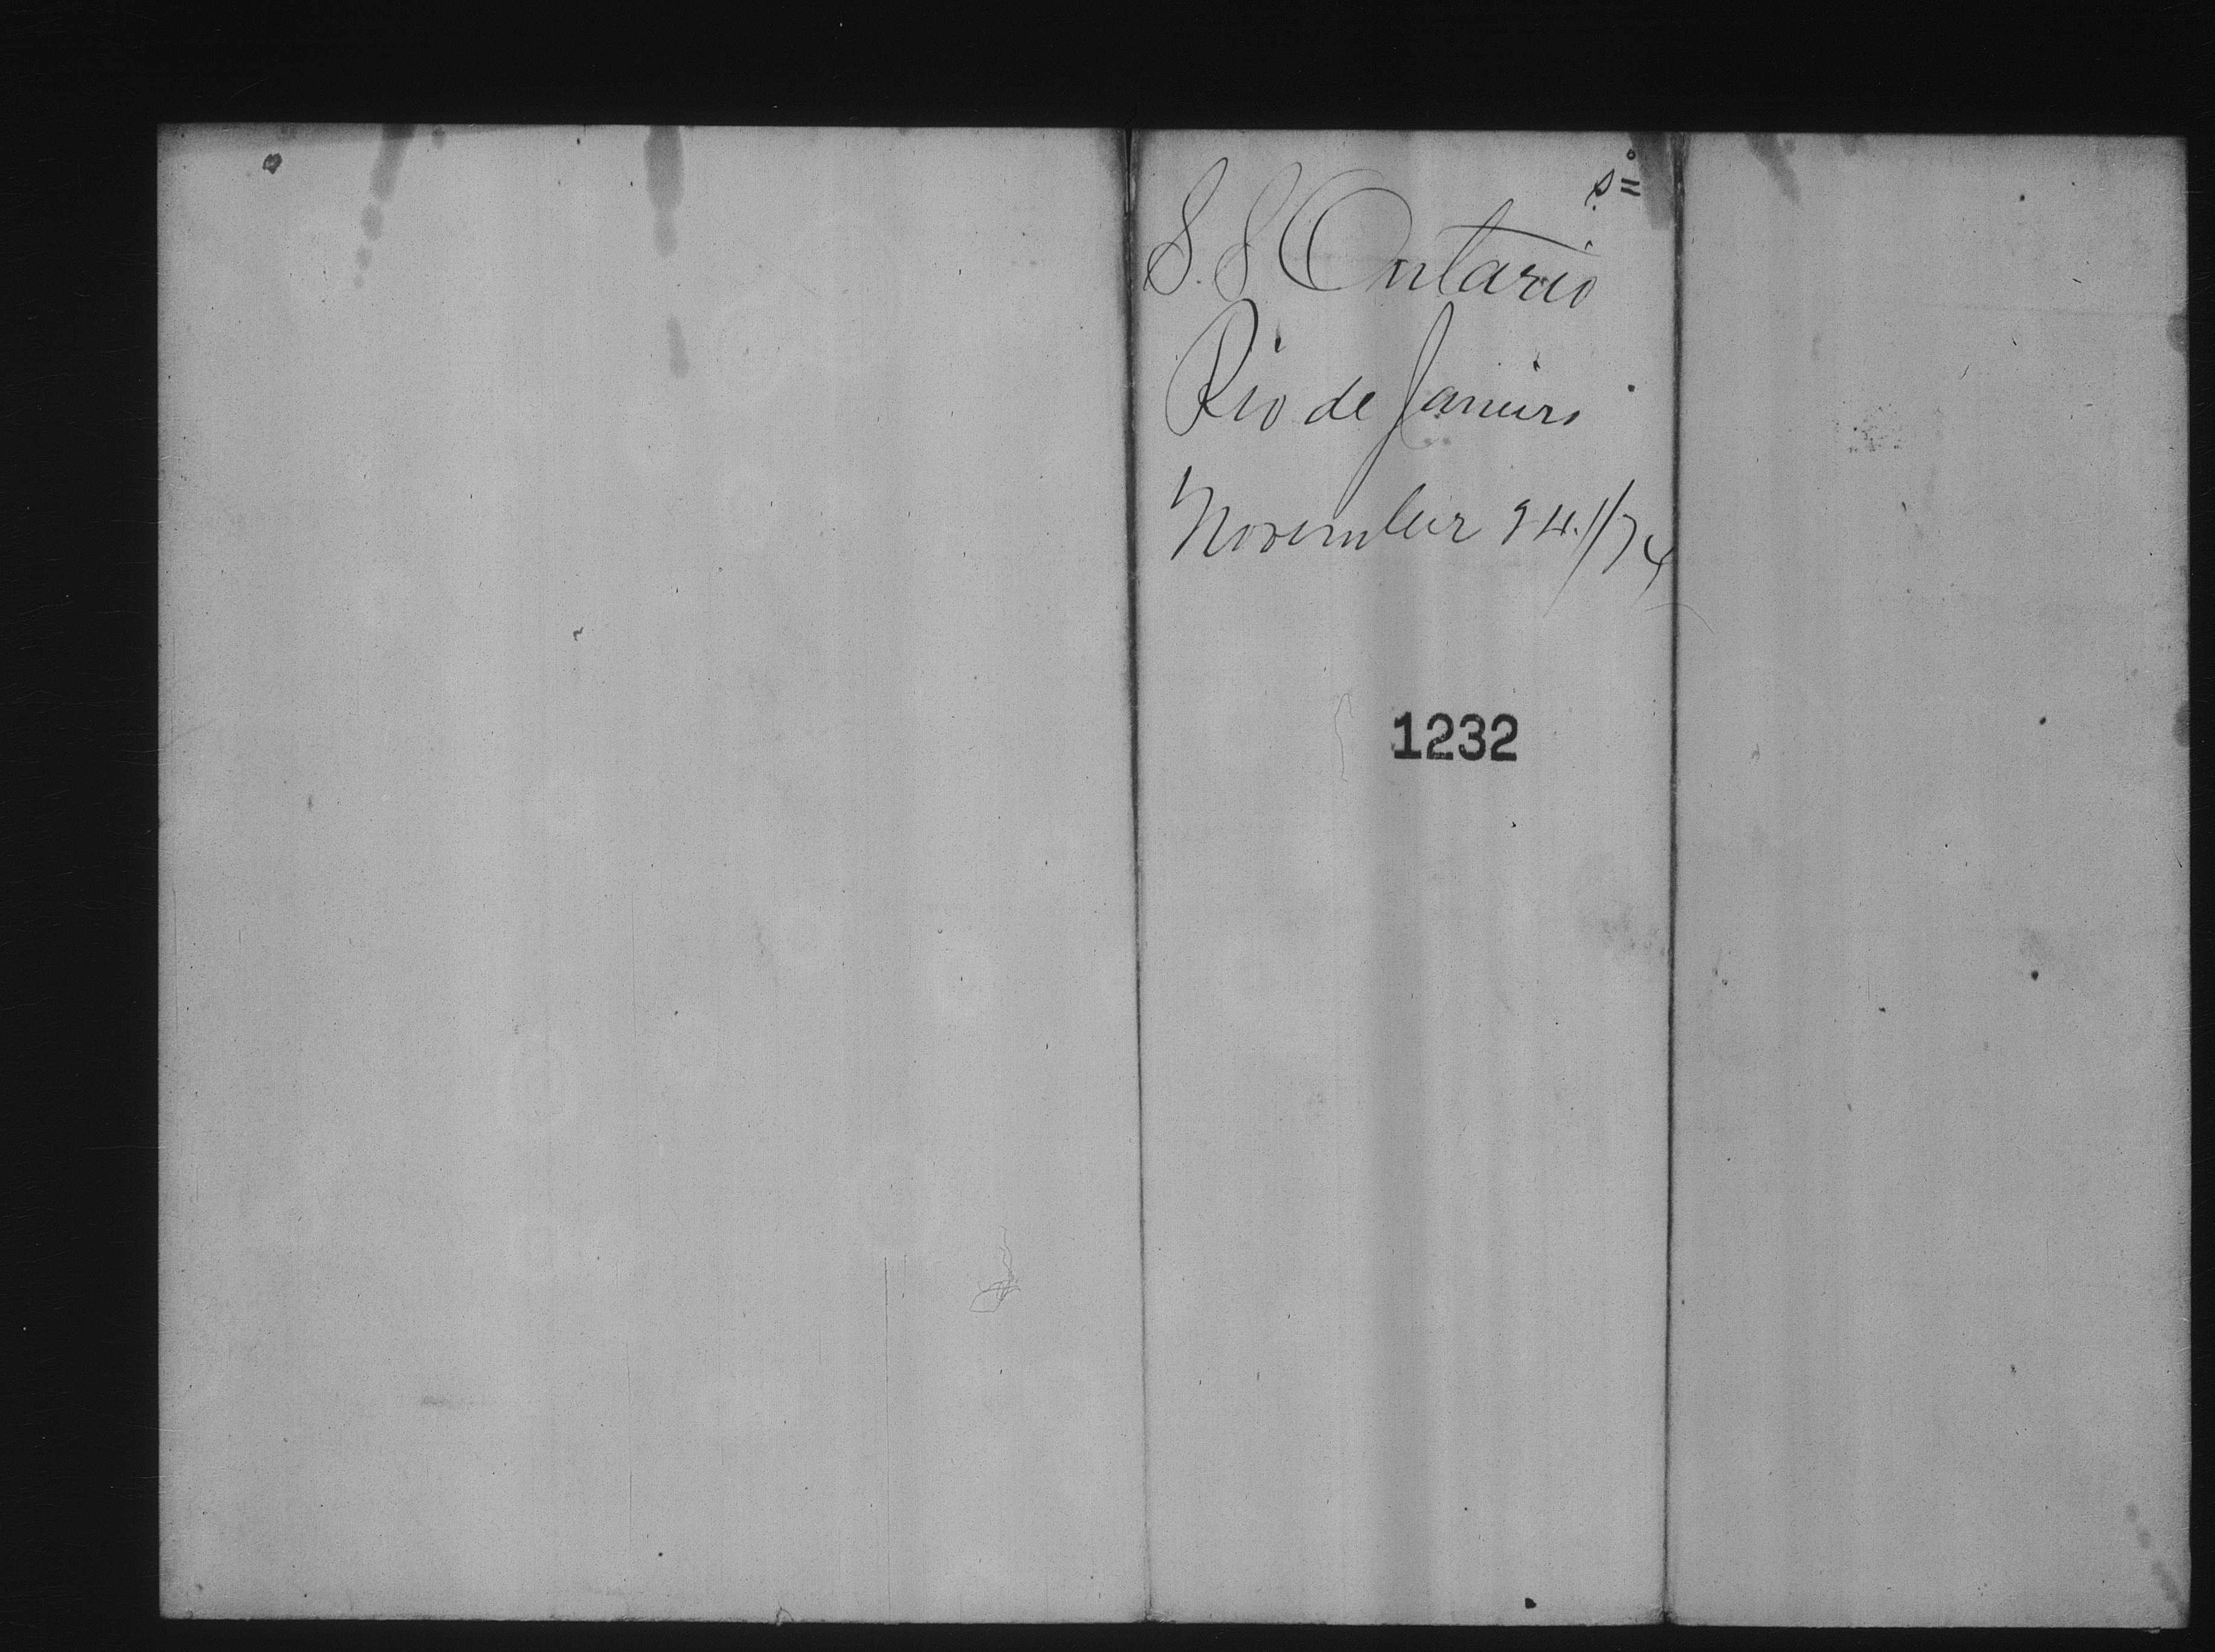 S. S Ontario
Rio de Janeiro
November 24//74
1232